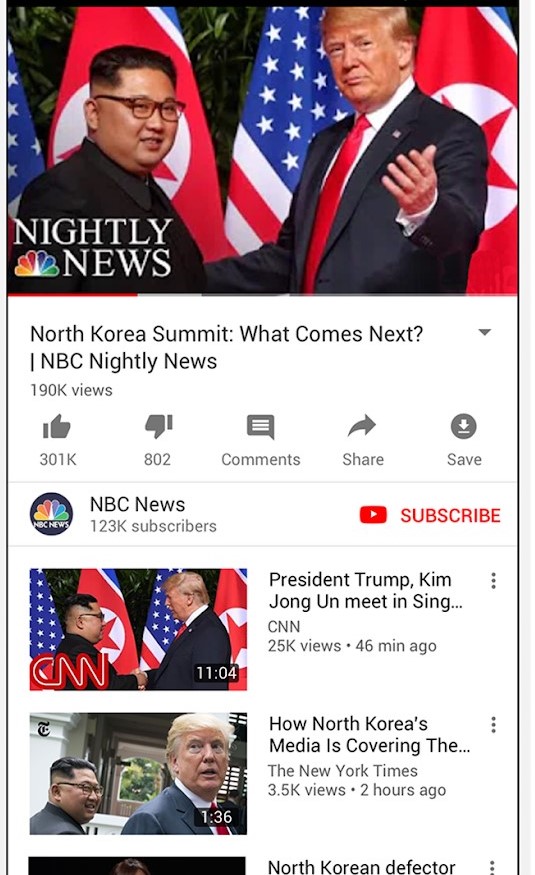 NIGHTLY
NEWS
North Korea Summit: What Comes Next?
| NBC Nightly News
190K views
301K
802
Comments
Share
Save
NBC NEWS
NBC News
123K subscribers
SUBSCRIBE
President Trump, Kim
Jong Un meet in Sing...
CNN
25K views • 46 min ago
CNN
11:04
How North Korea's
Media Is Covering The...
The New York Times
3.5K views • 2 hours ago
T
1:36
North Korean defector